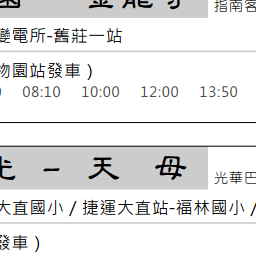 指南客
變電所-舊莊一站
物園站發車 )
08:10 10:00 12:00 13:50
光 － 天 母
光華巴
大直國小 / 捷運大直站-福林國小 /
發車 )